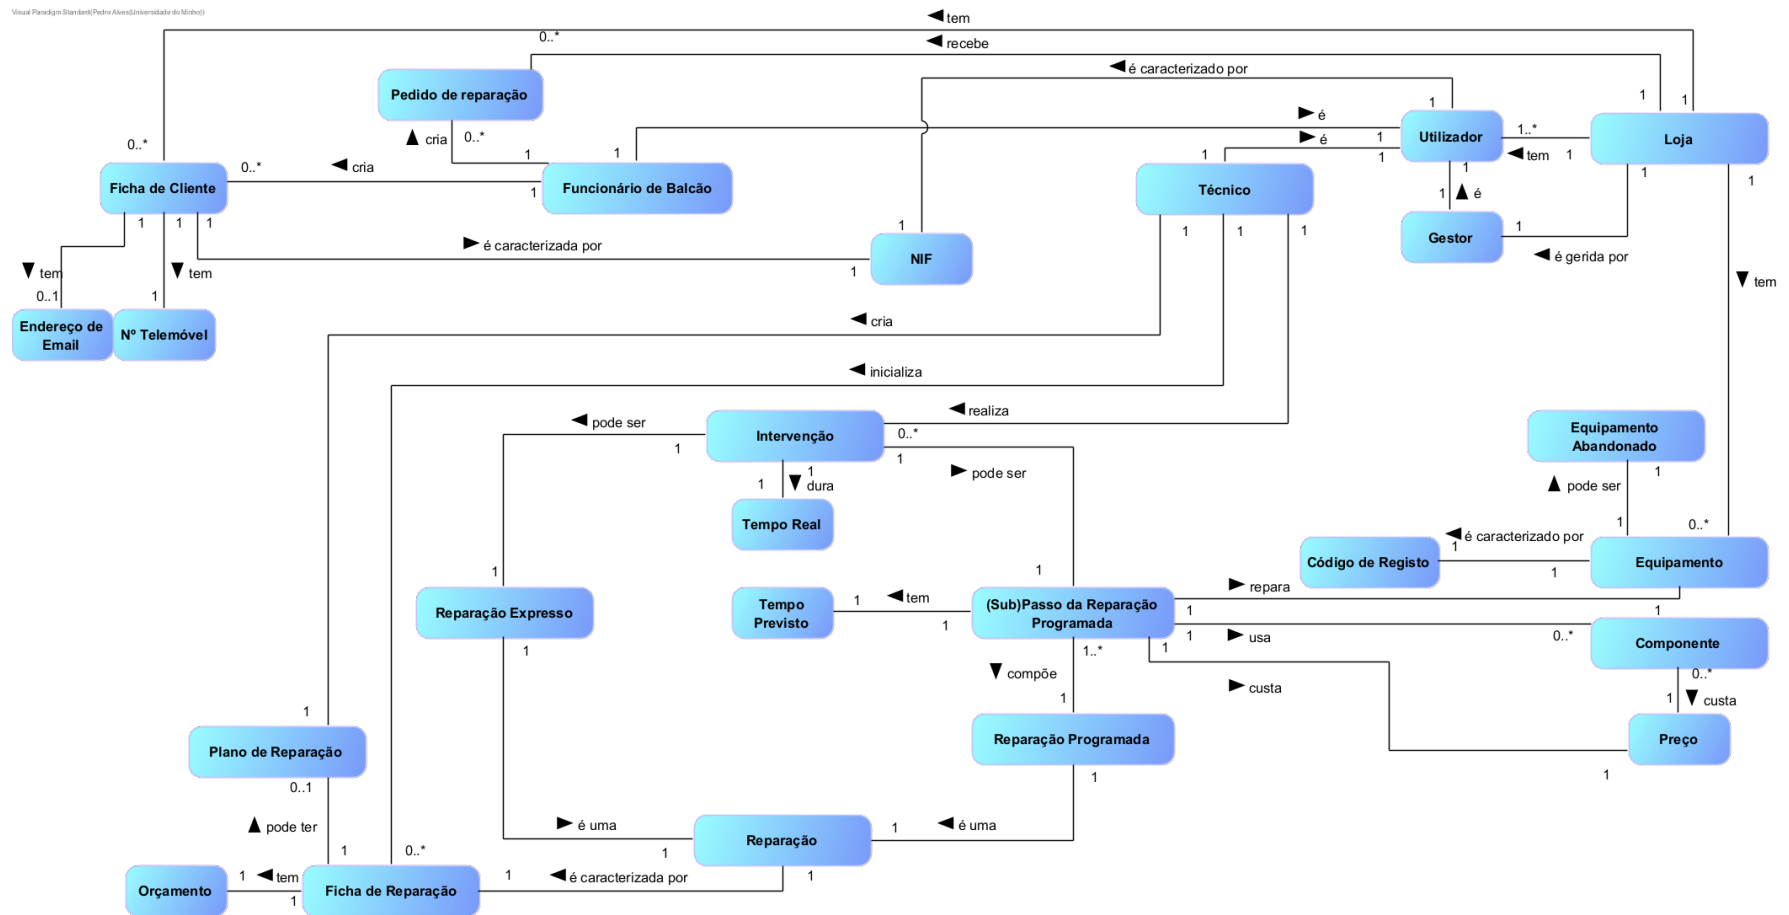 Visual Paradigm Standard(Pedro Alves(Universidade do Minho))
tem
0..*
recebe
é caracterizado por
Pedido de reparação
1
1
1
é
Utilizador
1..*
Loja
0..*
cria
0..*
1
1
1
é
1
tem
1
0..*
cria
1
1
1
Ficha de Cliente
Funcionário de Balcão
Técnico
1
é
1
1
1
1
1
1
1
1
1
Gestor
1
é caracterizada por
NIF
é gerida por
1
tem
tem
tem
0..1
1
Endereço de
Email
Nº Telemóvel
cria
inicializa
realiza
pode ser
Intervenção
0..*
Equipamento
Abandonado
1
1
1
1
pode ser
1
dura
pode ser
Tempo Real
1
0..*
é caracterizado por
1
Código de Registo
Equipamento
1
1
1
repara
Reparação Expresso
Tempo
Previsto
1
tem
1
(Sub)Passo da Reparação
Programada
1
1
1
usa
0..*
Componente
1
1..*
1
0..*
compõe
custa
1
custa
1
1
Plano de Reparação
Reparação Programada
Preço
1
1
0..1
pode ter
é uma
Reparação
1
é uma
1
1
0..*
Orçamento
1
tem
1
Ficha de Reparação
1
é caracterizada por
1